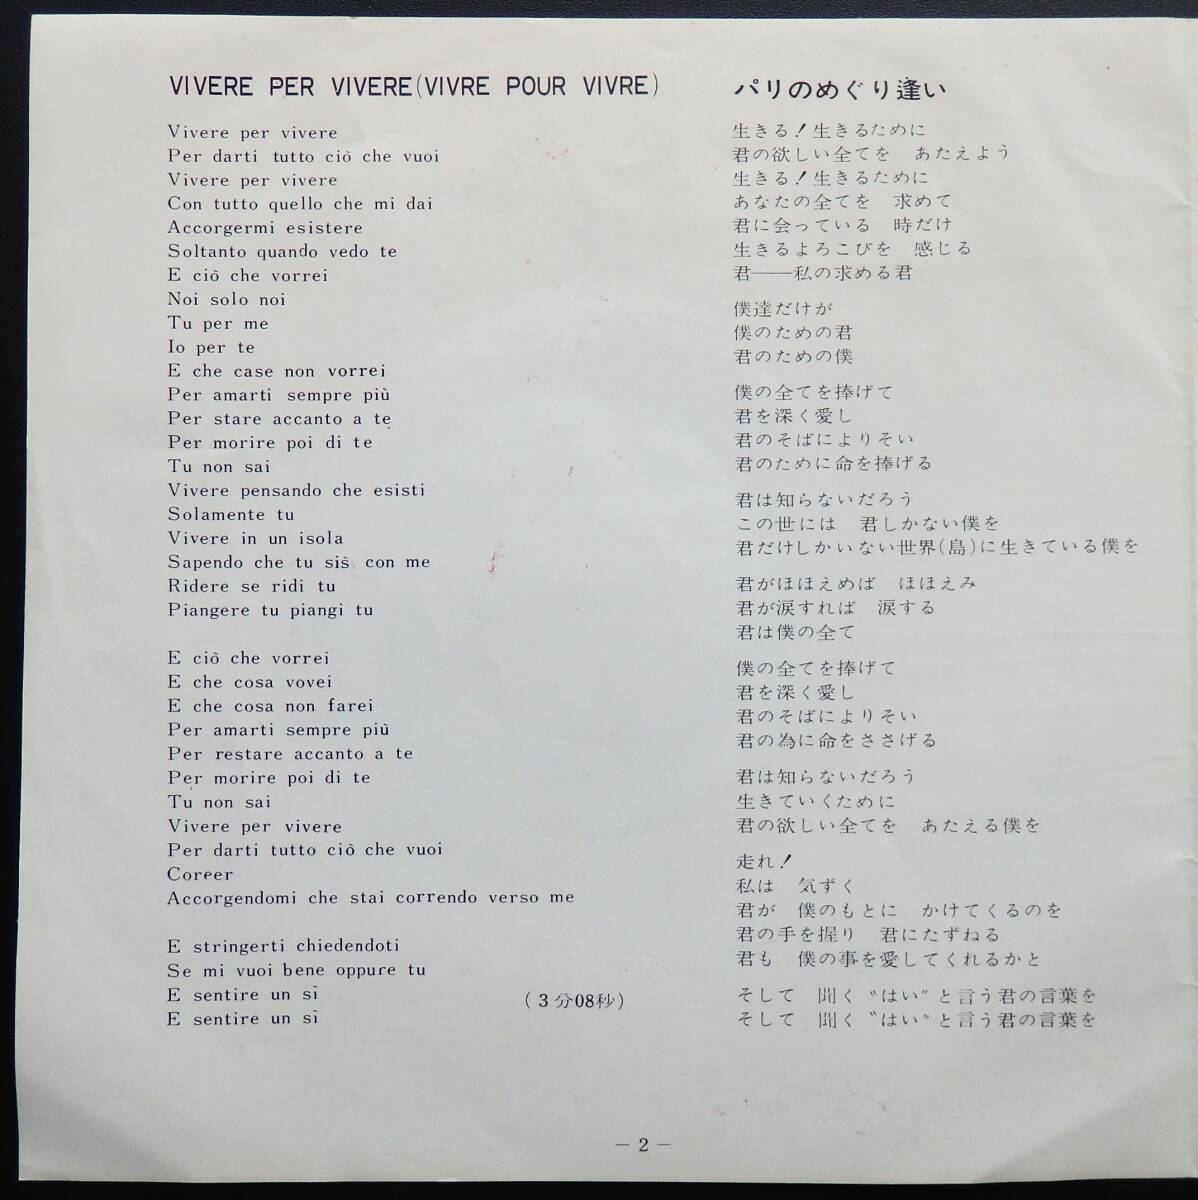 VIVERE PER VIVERE(VIVRE POUR VIVRE)
Vivere per vivere
Per darti tutto ciò che vuoi
Vivere per vivere
Con tutto quello che mi dai
Accorgermi esistere
Soltanto quando vedo te
E ciò che vorrei
Noi solo noi
Tu per me
Io per te
E che case non vorrei
Per amarti sempre più
Per stare accanto a te
Per morire poi di te
Tu non sai
Vivere pensando che esisti
Solamente tu
Vivere in un isola
Sapendo che tu sis̀ con me
Ridere se ridi tu
Piangere tu piangi tu
E ciò che vorrei
E che cosa vovei
E che cosa non farei
Per amarti sempre più
Per restare accanto a te
Per morire poi di te
Tu non sai
Vivere per vivere
Per darti tutto ciò che vuoi
Correr
Accorgendomi che stai correndo verso me
E stringerti chiedendoti
Se mi vuoi bene oppure tu
E sentire un sì
E sentire un sì
(3分08秒)
パリのめぐり逢い
生きる!生きるために
君の欲しい全てを あたえよう
生きる!生きるために
あなたの全てを 求めて
君に会っている 時だけ
生きるよろこびを 感じる
君――私の求める君
僕達だけが
僕のための君
君のための僕
僕の全てを捧げて
君を深く愛し
君のそばによりそい
君のために命を捧げる
君は知らないだろう
この世には 君しかない僕を
君だけしかいない世界(島)に生きている僕を
君がほほえめば ほほえみ
君が涙すれば 涙する
君は僕の全て
僕の全てを捧げて
君を深く愛し
君のそばによりそい
君の為に命をささげる
君は知らないだろう
生きていくために
君の欲しい全てを あたえる僕を
走れ!
私は 気ずく
君が 僕のもとに かけてくるのを
君の手を握り 君にたずねる
君も 僕の事を愛してくれるかと
そして 聞く〝はい〟と言う君の言葉を
そして 聞く〝はい〟と言う君の言葉を
― 2 ―